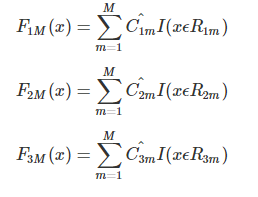 $F_{1M}(x) = \sum_{m=1}^{M} \hat{C_{1m}} I(x \epsilon R_{1m})$
$F_{2M}(x) = \sum_{m=1}^{M} \hat{C_{2m}} I(x \epsilon R_{2m})$
$F_{3M}(x) = \sum_{m=1}^{M} \hat{C_{3m}} I(x \epsilon R_{3m})$